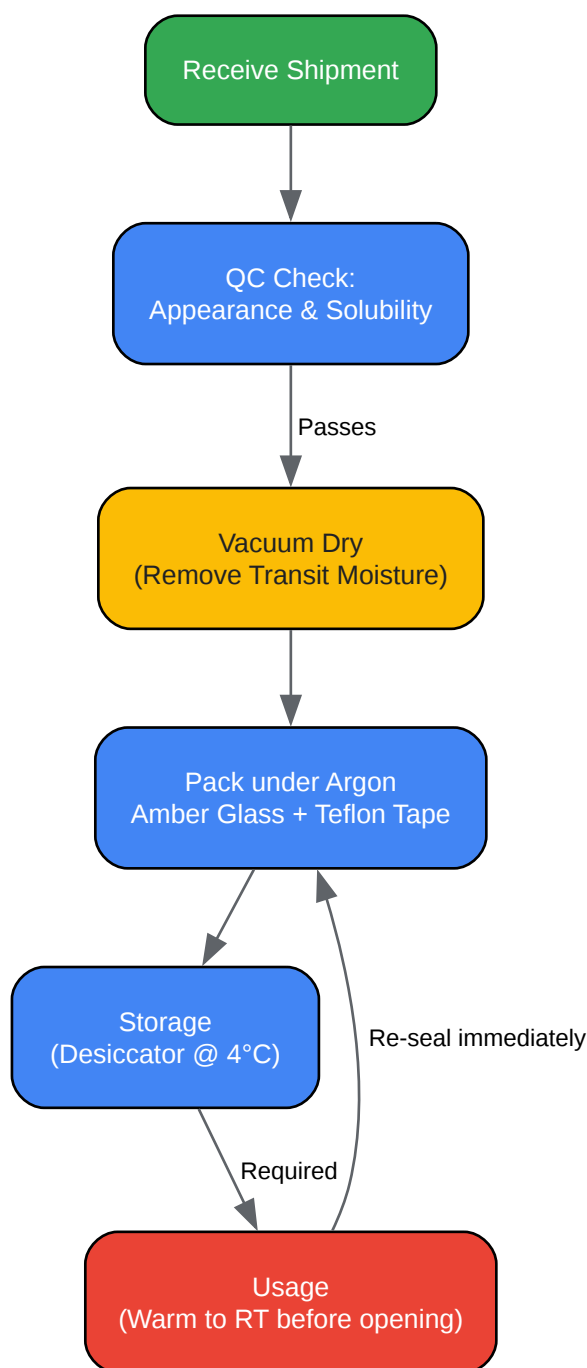 Receive Shipment
QC Check:
Appearance & Solubility
Passes
Vacuum Dry
(Remove Transit Moisture)
Pack under Argon
Amber Glass + Teflon Tape
Storage
(Desiccator @ 4°C)
Re-seal immediately
Required
Usage
(Warm to RT before opening)